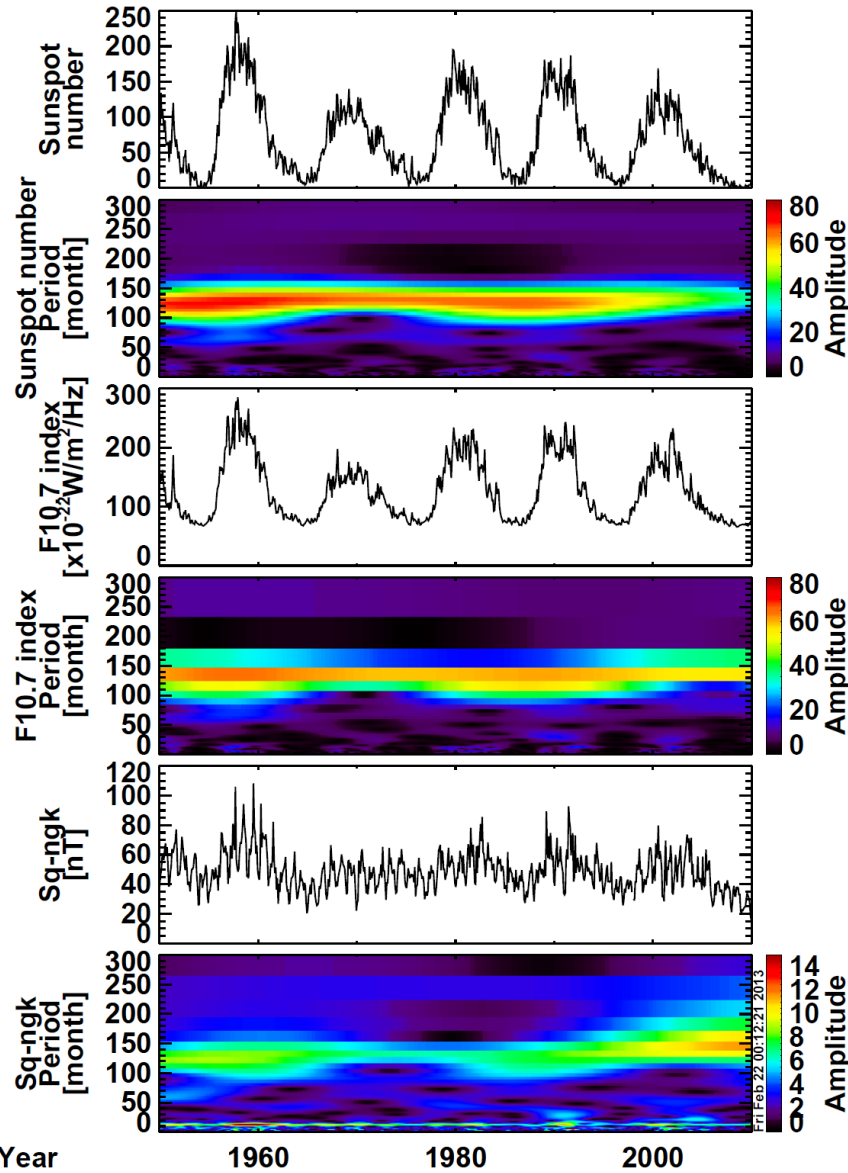 Sunspot
number
250
200
150
100
50
0
Sunspot number
Period
[month]
300
250
200
150
100
50
0
80
60
40
20
0
Amplitude
F10.7 index
[x10-22W/m2/Hz]
300
200
100
0
F10.7 index
Period
[month]
300
250
200
150
100
50
0
80
60
40
20
0
Amplitude
Sq-ngk
[nT]
120
100
80
60
40
20
0
Sq-ngk
Period
[month]
300
250
200
150
100
50
0
14
12
10
8
6
4
2
0
Amplitude
Fri Feb 22 00:12:21 2013
Year
1960
1980
2000